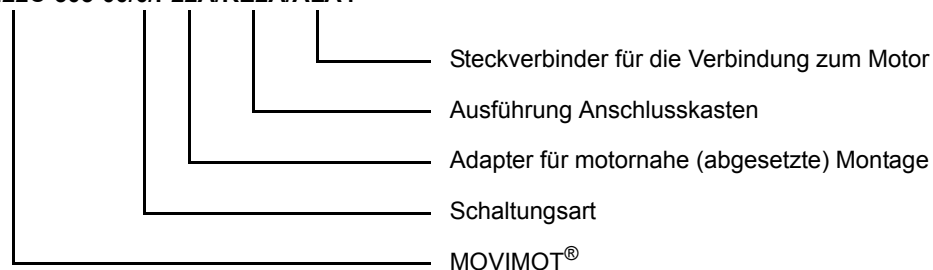 Steckverbinder für die Verbindung zum Motor
Ausführung Anschlusskasten
Adapter für motornahe (abgesetzte) Montage
Schaltungsart
MOVIMOT®